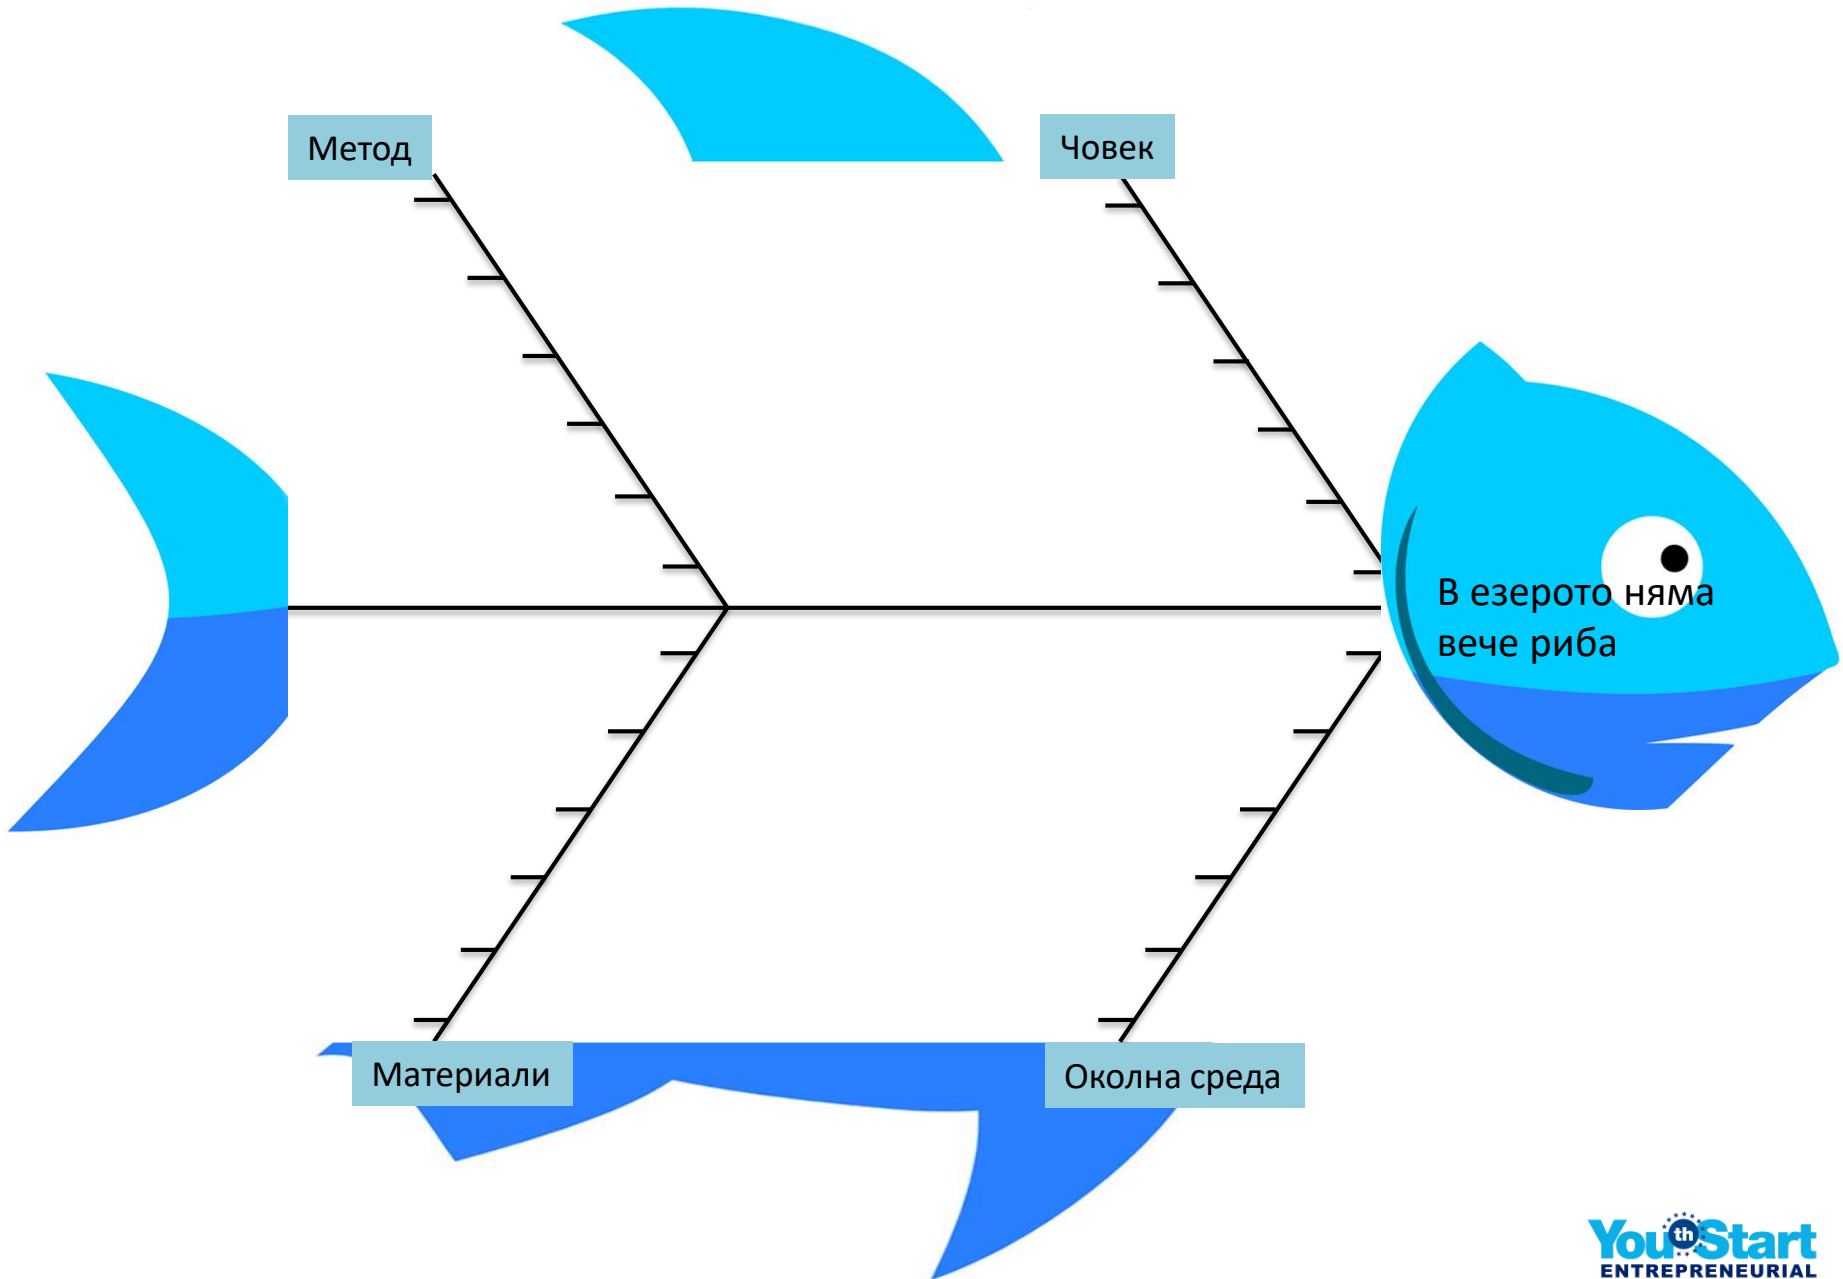 Метод
Човек
В езерото няма
вече риба
Материали
Околна среда
YouthStart
ENTREPRENEURIAL